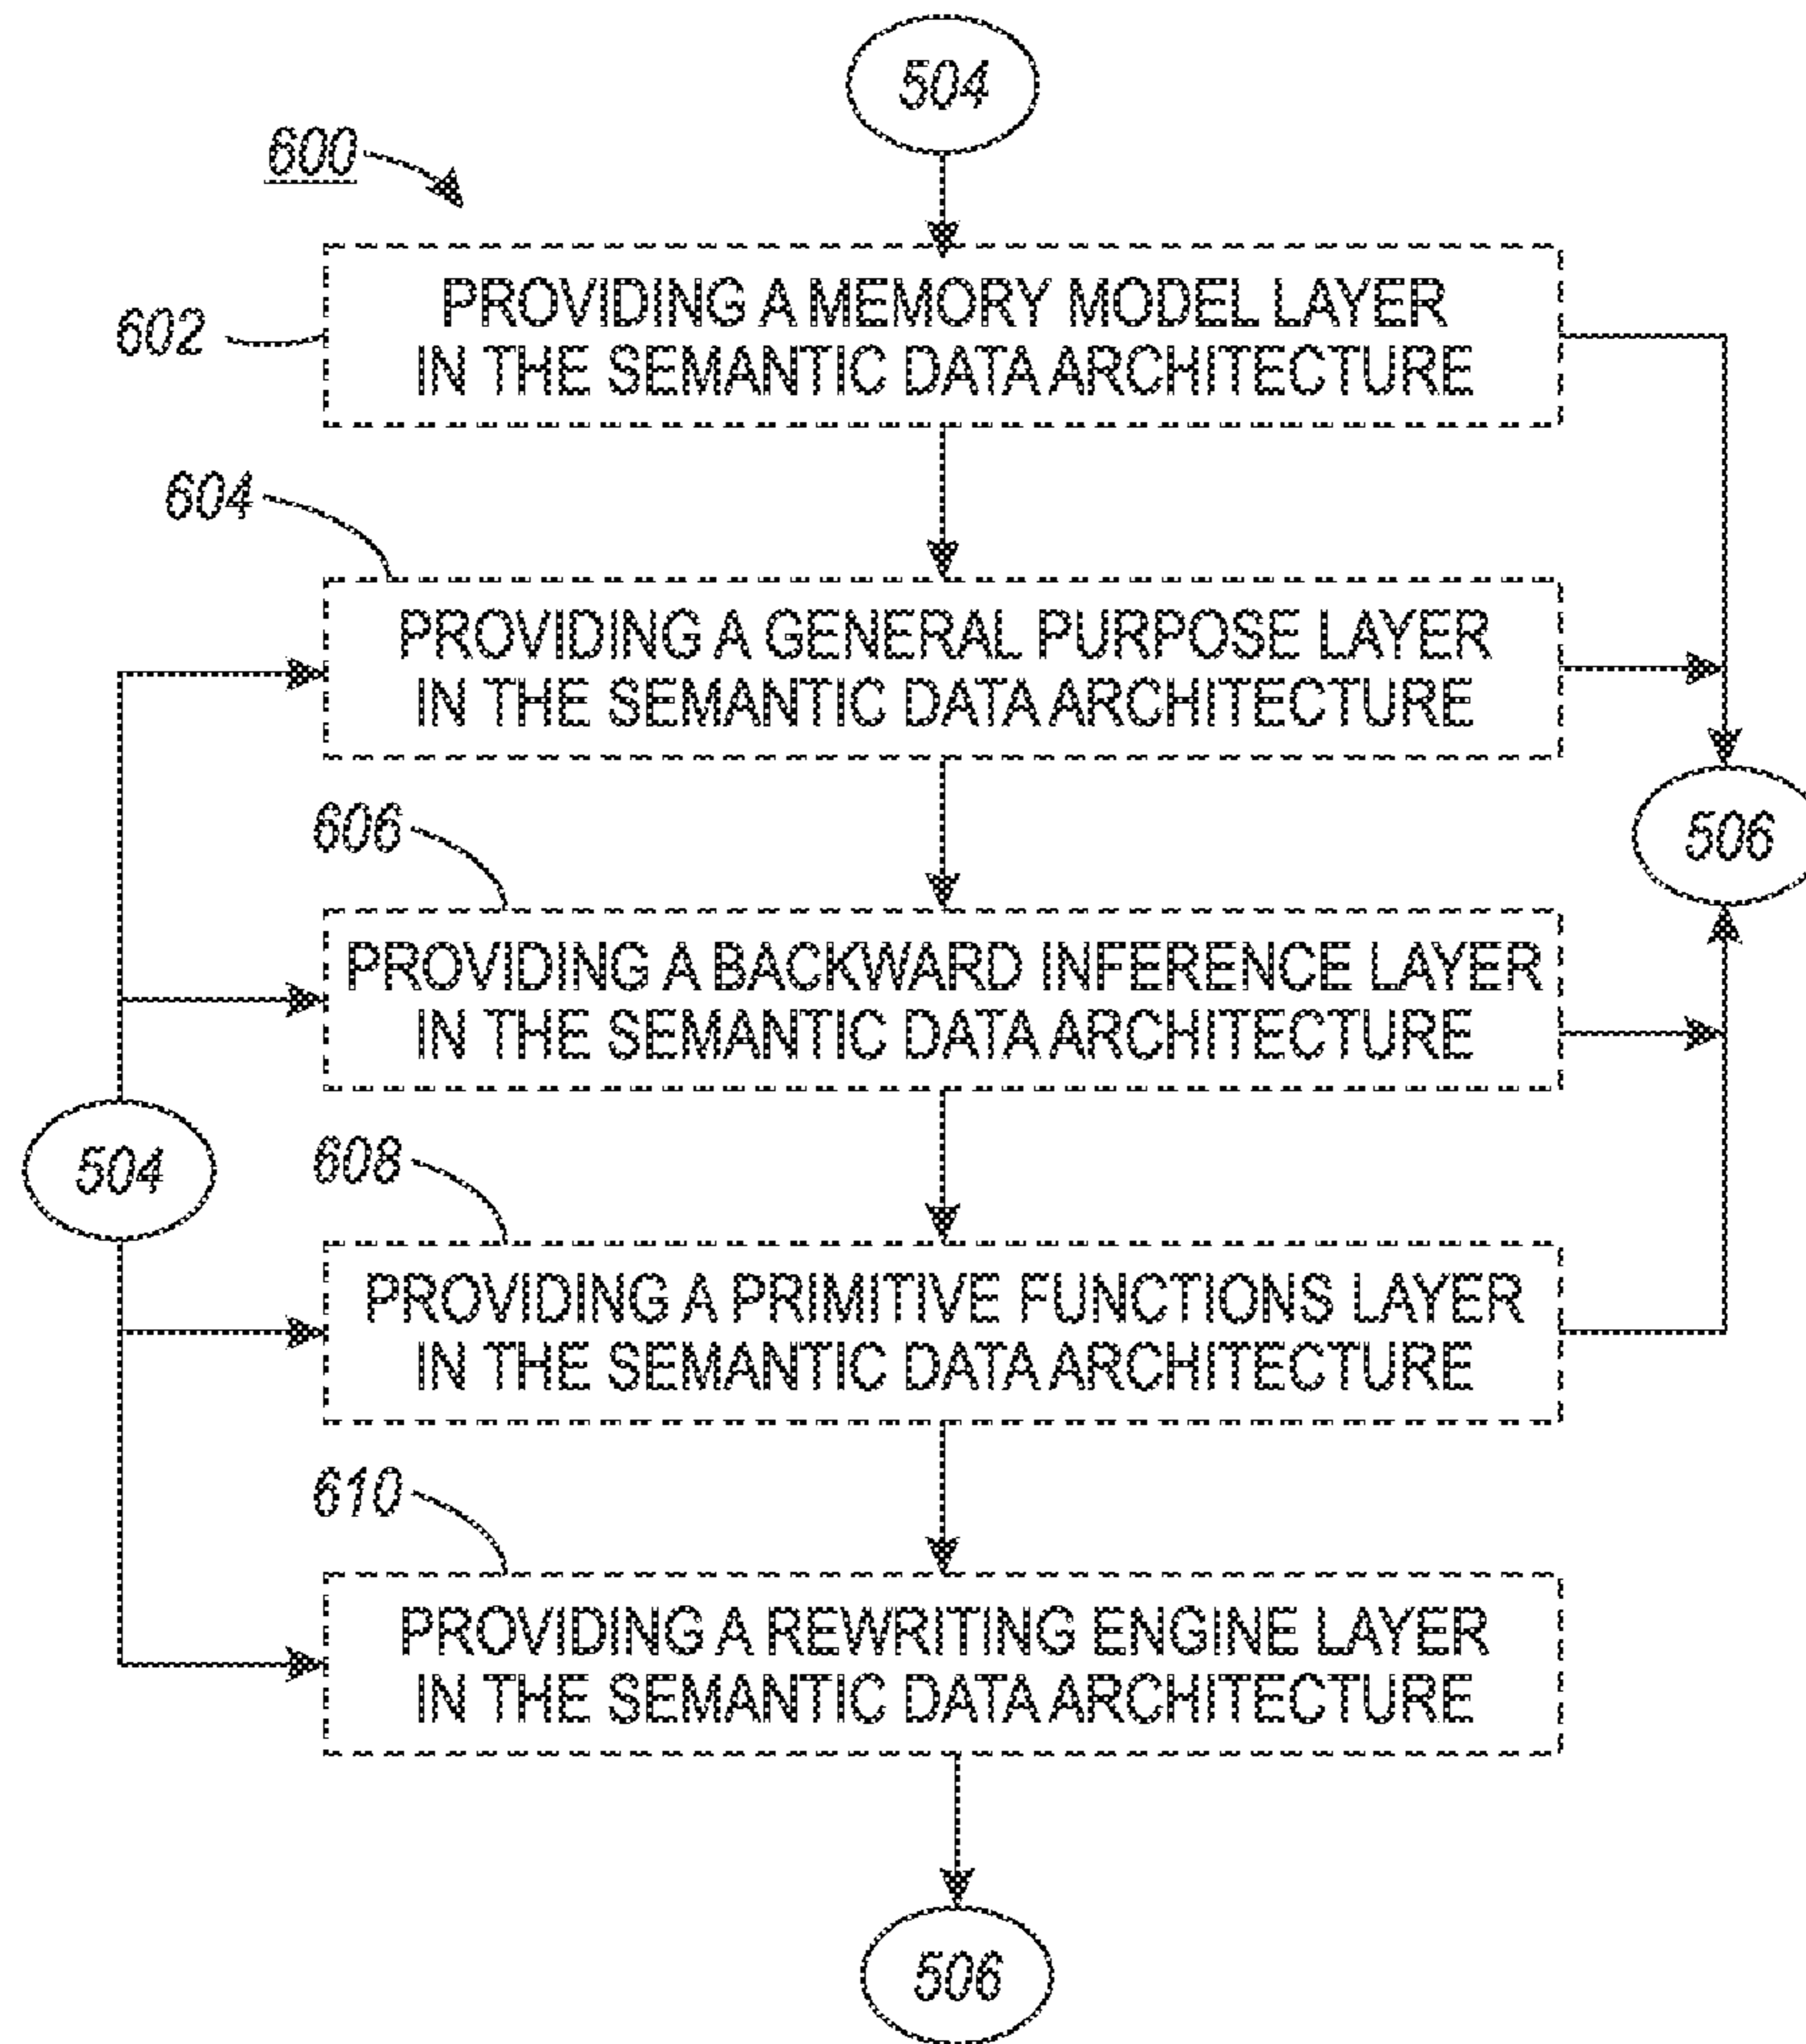 504
600
602
PROVIDING A MEMORY MODEL LAYER
IN THE SEMANTIC DATA ARCHITECTURE
604
PROVIDING A GENERAL PURPOSE LAYER
IN THE SEMANTIC DATA ARCHITECTURE
506
606
PROVIDING A BACKWARD INFERENCE LAYER
IN THE SEMANTIC DATA ARCHITECTURE
504
608
PROVIDING A PRIMITIVE FUNCTIONS LAYER
IN THE SEMANTIC DATA ARCHITECTURE
610
PROVIDING A REWRITING ENGINE LAYER
IN THE SEMANTIC DATA ARCHITECTURE
506